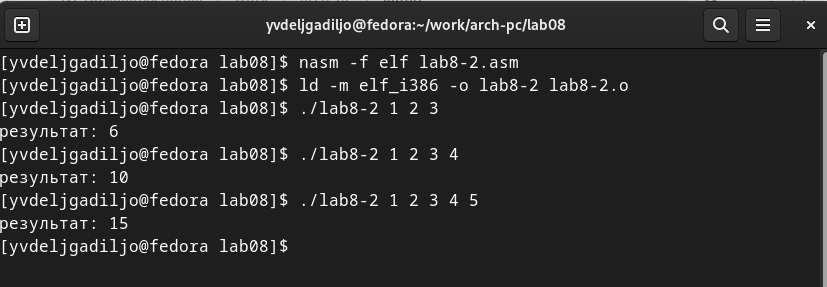 yvdeljgadiljo@fedora:~/work/arch-pc/lab08
[yvdeljgadiljo@fedora lab08]$ nasm -f elf lab8-2.asm
[yvdeljgadiljo@fedora lab08]$ ld -m elf_i386 -o lab8-2 lab8-2.o
[yvdeljgadiljo@fedora lab08]$ ./lab8-2 1 2 3
результат: 6
[yvdeljgadiljo@fedora lab08]$ ./lab8-2 1 2 3 4
результат: 10
[yvdeljgadiljo@fedora lab08]$ ./lab8-2 1 2 3 4 5
результат: 15
[yvdeljgadiljo@fedora lab08]$